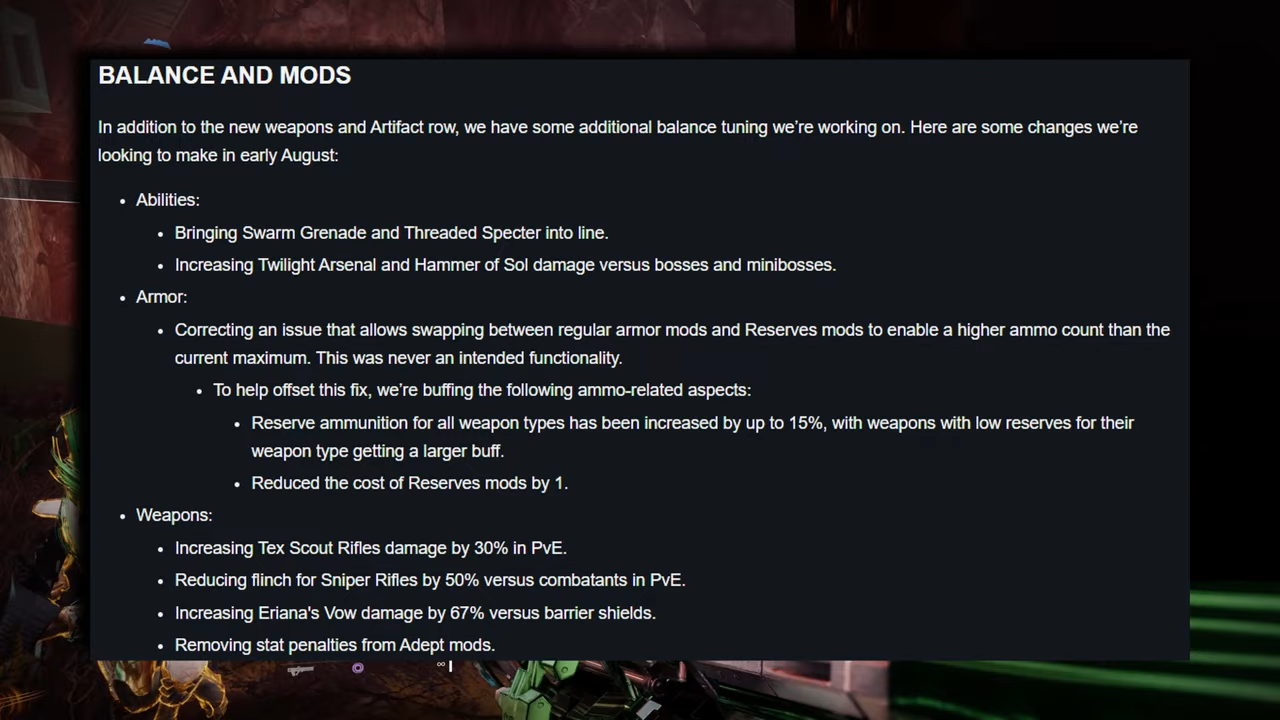 BALANCE AND MODS
In addition to the new weapons and Artifact row, we have some additional balance tuning we're working on. Here are some changes we're
looking to make in early August:
• Abilities:
• Bringing Swarm Grenade and Threaded Specter into line.
• Increasing Twilight Arsenal and Hammer of Sol damage versus bosses and minibosses.
• Armor:
• Correcting an issue that allows swapping between regular armor mods and Reserves mods to enable a higher ammo count than the
current maximum. This was never an intended functionality.
• To help offset this fix, we're buffing the following ammo-related aspects:
• Reserve ammunition for all weapon types has been increased by up to 15%, with weapons with low reserves for their
weapon type getting a larger buff.
• Reduced the cost of Reserves mods by 1.
• Weapons:
• Increasing Tex Scout Rifles damage by 30% in PvE.
• Reducing flinch for Sniper Rifles by 50% versus combatants in PvE.
• Increasing Eriana's Vow damage by 67% versus barrier shields.
• Removing stat penalties from Adept mods.
∞